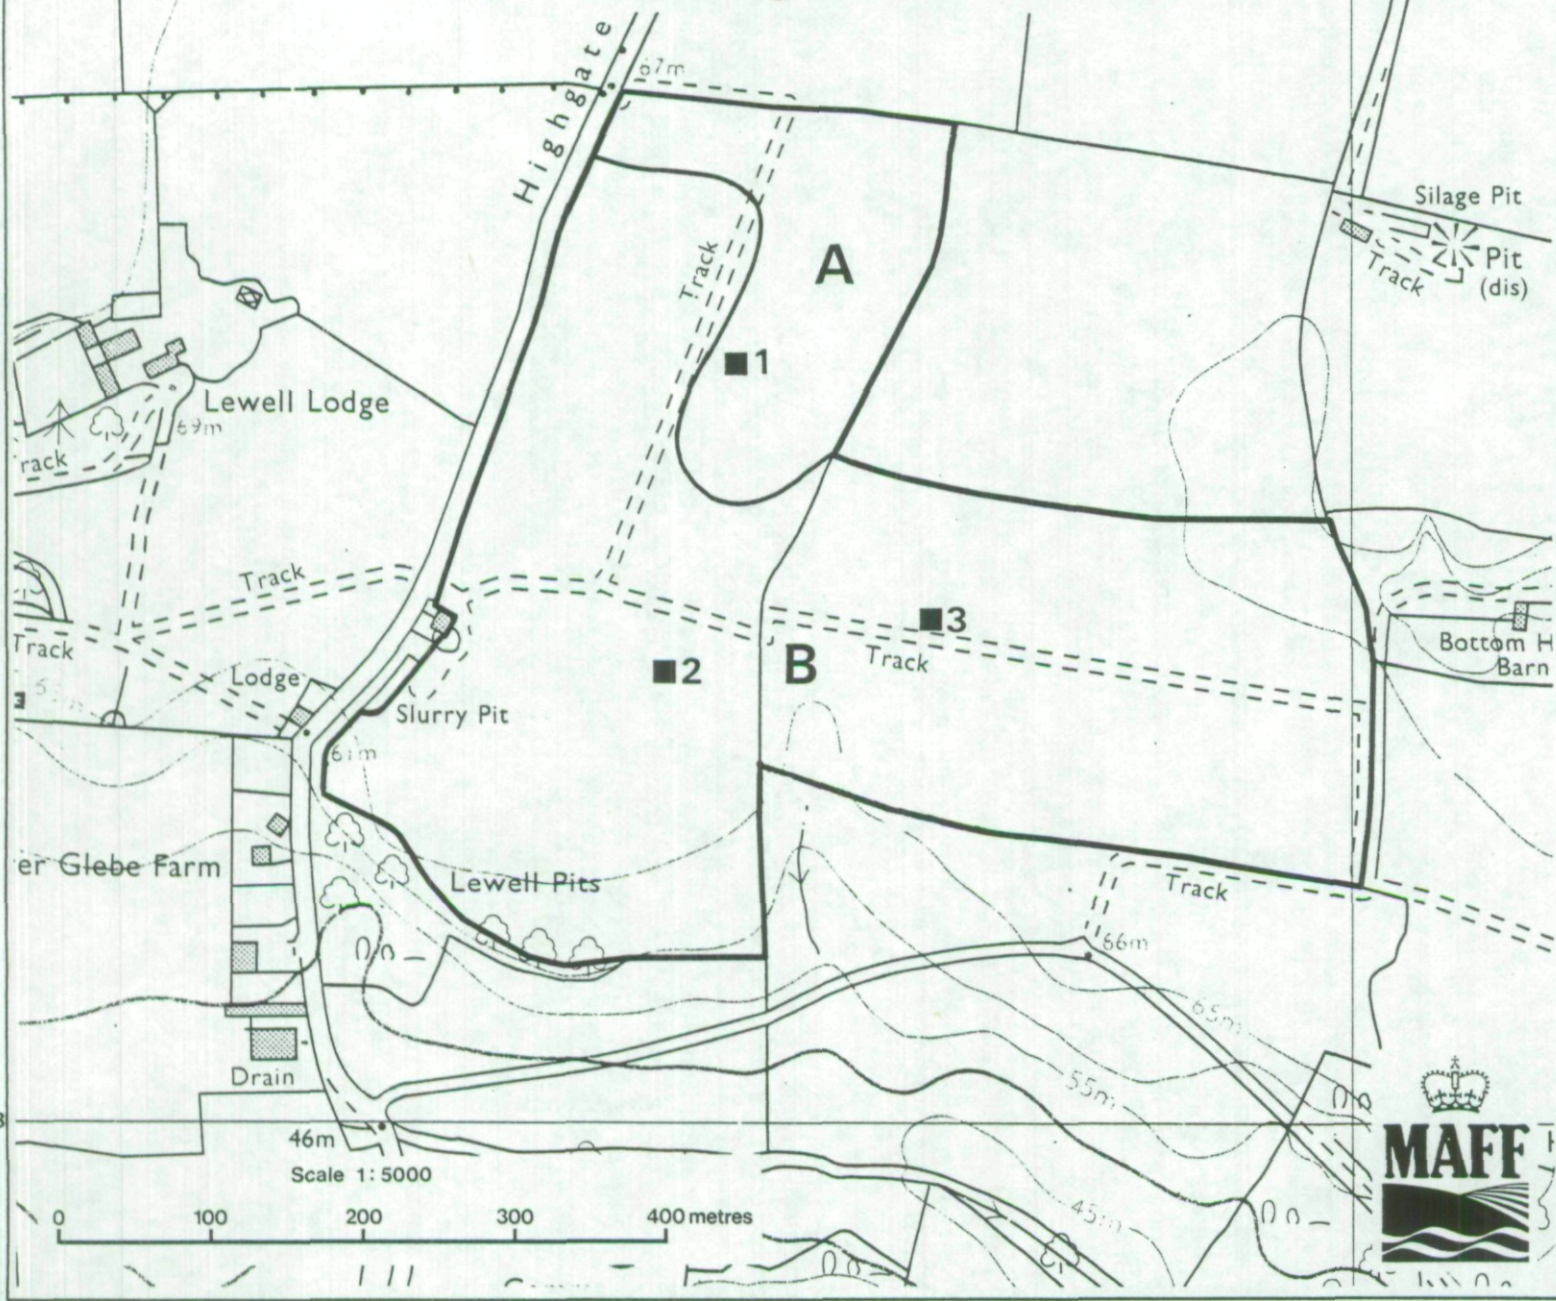 Highgate
67m
Silage Pit
Track
A
Pit
(dis)
Track
1
Lewell Lodge
69m
rack
Track
3
Track
Bottom H
Barn
B
Track
2
Lodge
Slurry Pit
61m
er Glebe Farm
Lewell Pits
Track
66m
65m
Drain
55m
46m
MAFF
Scale 1:5000
45m
0 100 200 300 400 metres